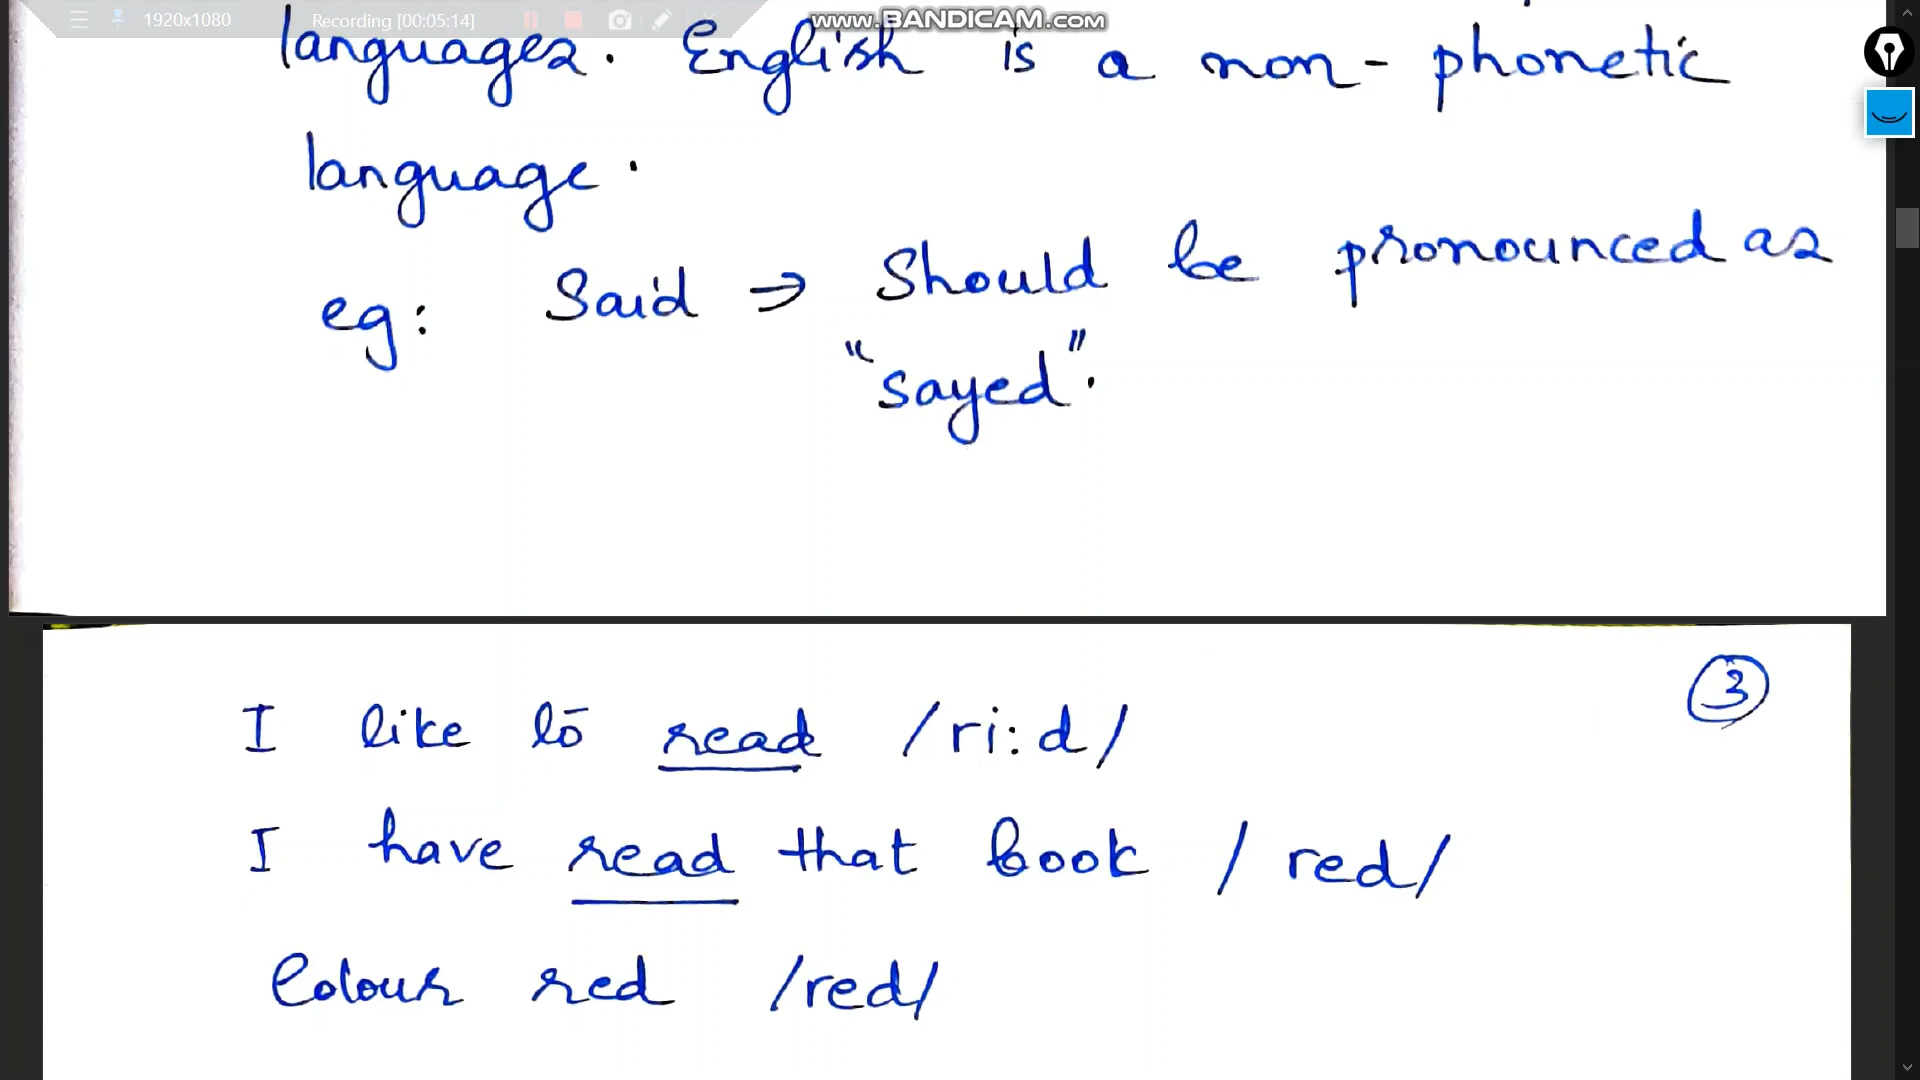 1920x1080 Recording [00:05:14] www.BANDICAM.com
languages. English is a non-phonetic
language.
eg: Said ⇒ Should be pronounced as
"sayed".
3
I like to read /ri:d/
I have read that book /red/
Colour red /red/